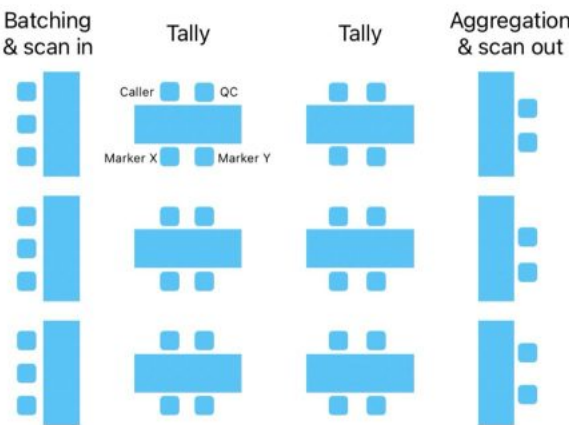 Batching
& scan in
Tally
Tally
Aggregation
& scan out
Caller
QC
Marker X
Marker Y